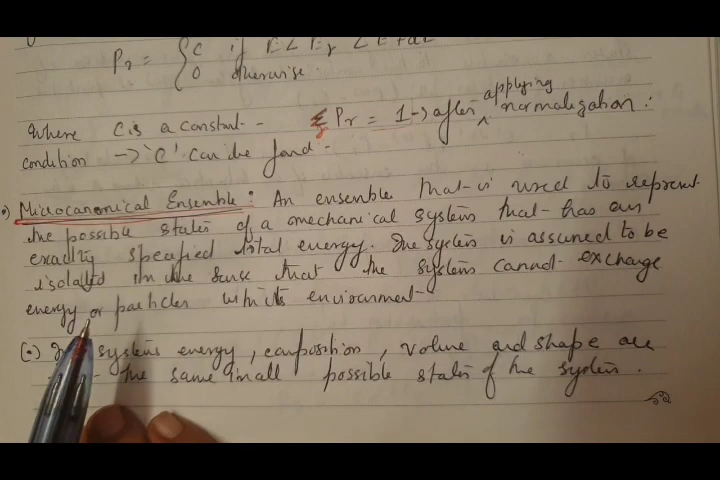 Pr = { C if E < Er < E +
0 otherwise.
Where C is a constant -
Σ Pr = 1 → after applying normalization :
r
condition → 'C' can be found -
Microcanonical Ensemble : An ensemble that is used to represent
the possible states of a mechanical system that has an
exactly specified total energy. The system is assumed to be
isolated in the sense that the system cannot exchange
energy or particles with its environment
(•) system's energy, composition, volume and shape are
the same in all possible states of the system.